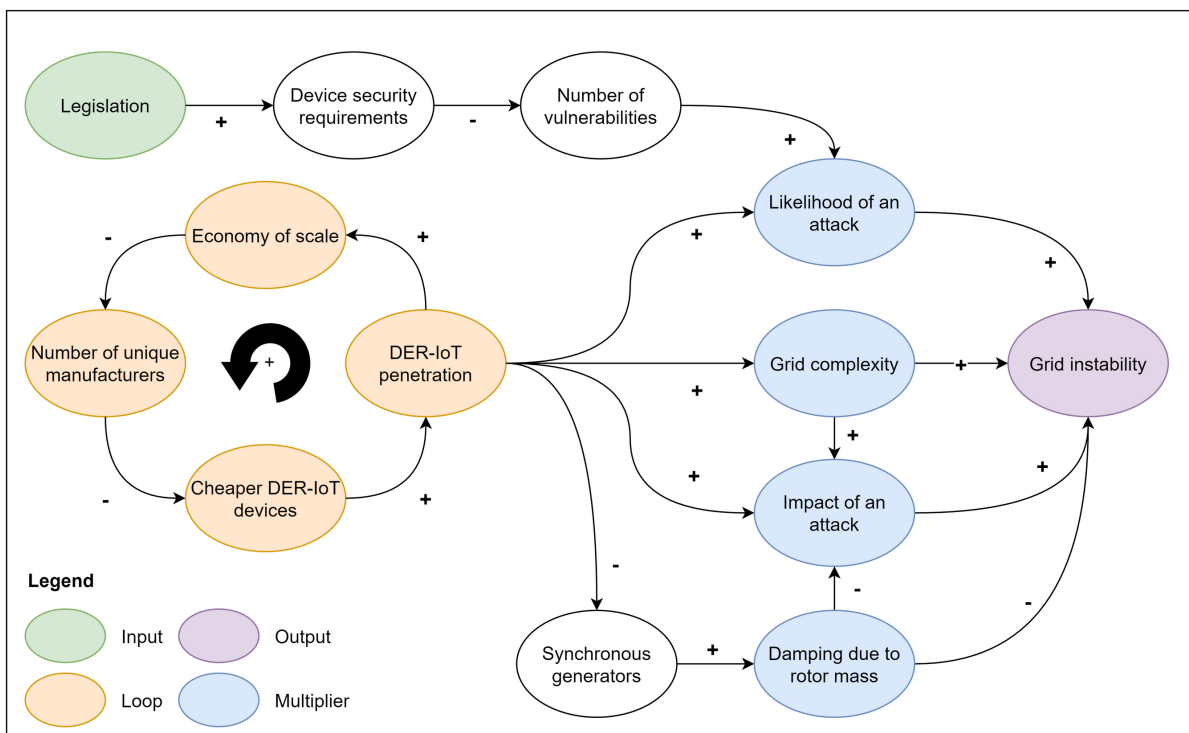 Legislation
+
Device security
requirements
-
Number of
vulnerabilities
+
Likelihood of an
attack
+
Economy of scale
-
+
+
Number of unique
manufacturers
+
DER-IoT
penetration
+
Grid complexity
+
Grid instability
-
Cheaper DER-IoT
devices
+
+
+
Impact of an
attack
+
-
Synchronous
generators
+
-
Damping due to
rotor mass
-
Legend
Input
Output
Loop
Multiplier